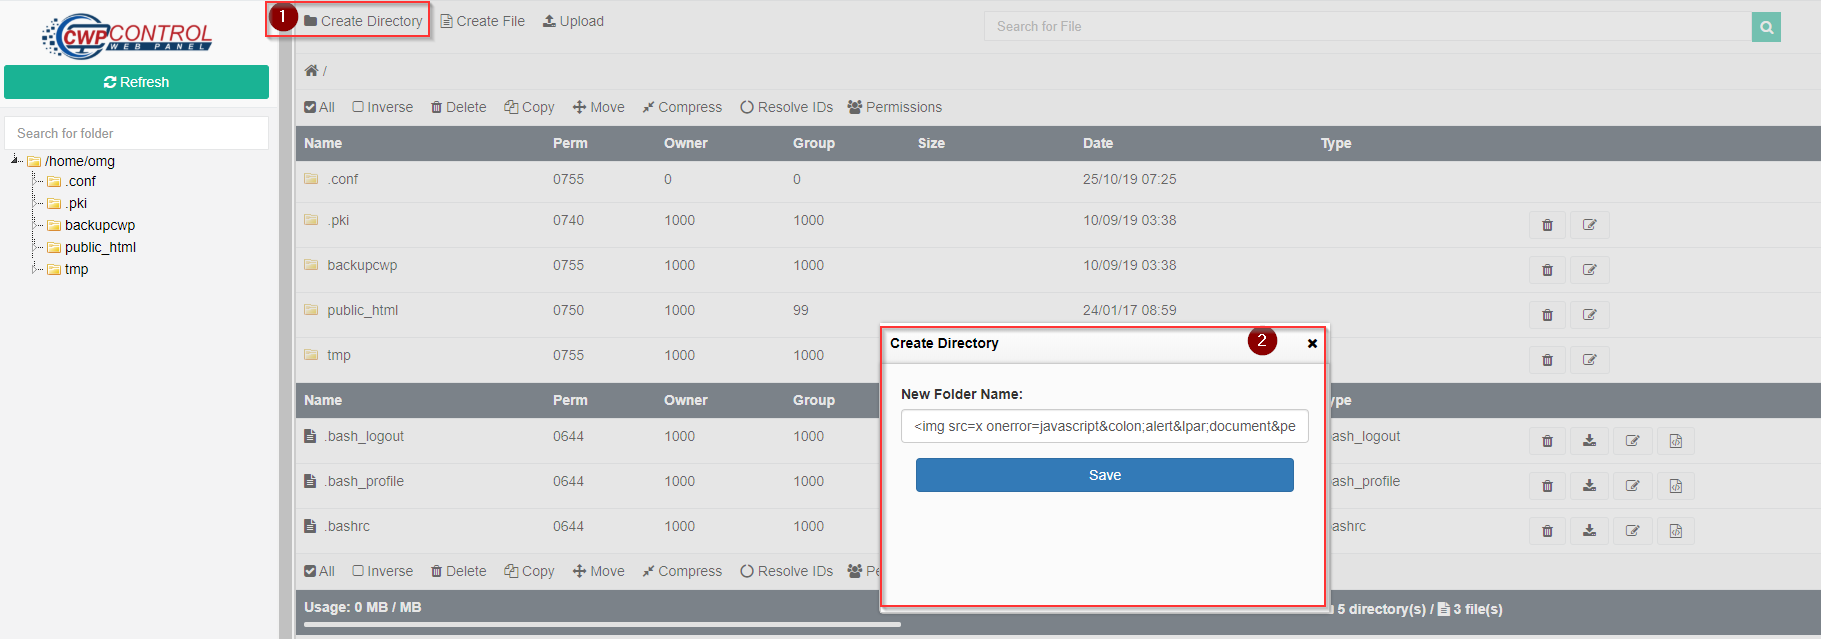 CWP CONTROL
WEB PANEL
Refresh
Search for folder
/home/omg
.conf
.pki
backupcwp
public_html
tmp
1 Create Directory Create File Upload
Search for File
/
All Inverse Delete Copy Move Compress Resolve IDs Permissions
Name Perm Owner Group Size Date Type
.conf 0755 0 0 25/10/19 07:25
.pki 0740 1000 1000 10/09/19 03:38
backupcwp 0755 1000 1000 10/09/19 03:38
public_html 0750 1000 99 24/01/17 08:59
tmp 0755 1000 1000
Name Perm Owner Group ype
.bash_logout 0644 1000 1000 ash_logout
.bash_profile 0644 1000 1000 ash_profile
.bashrc 0644 1000 1000 ashrc
All Inverse Delete Copy Move Compress Resolve IDs Pe
Usage: 0 MB / MB 5 directory(s) / 3 file(s)
Create Directory 2
New Folder Name:
<img src=x onerror=javascript&colon;alert&lpar;document&pe
Save